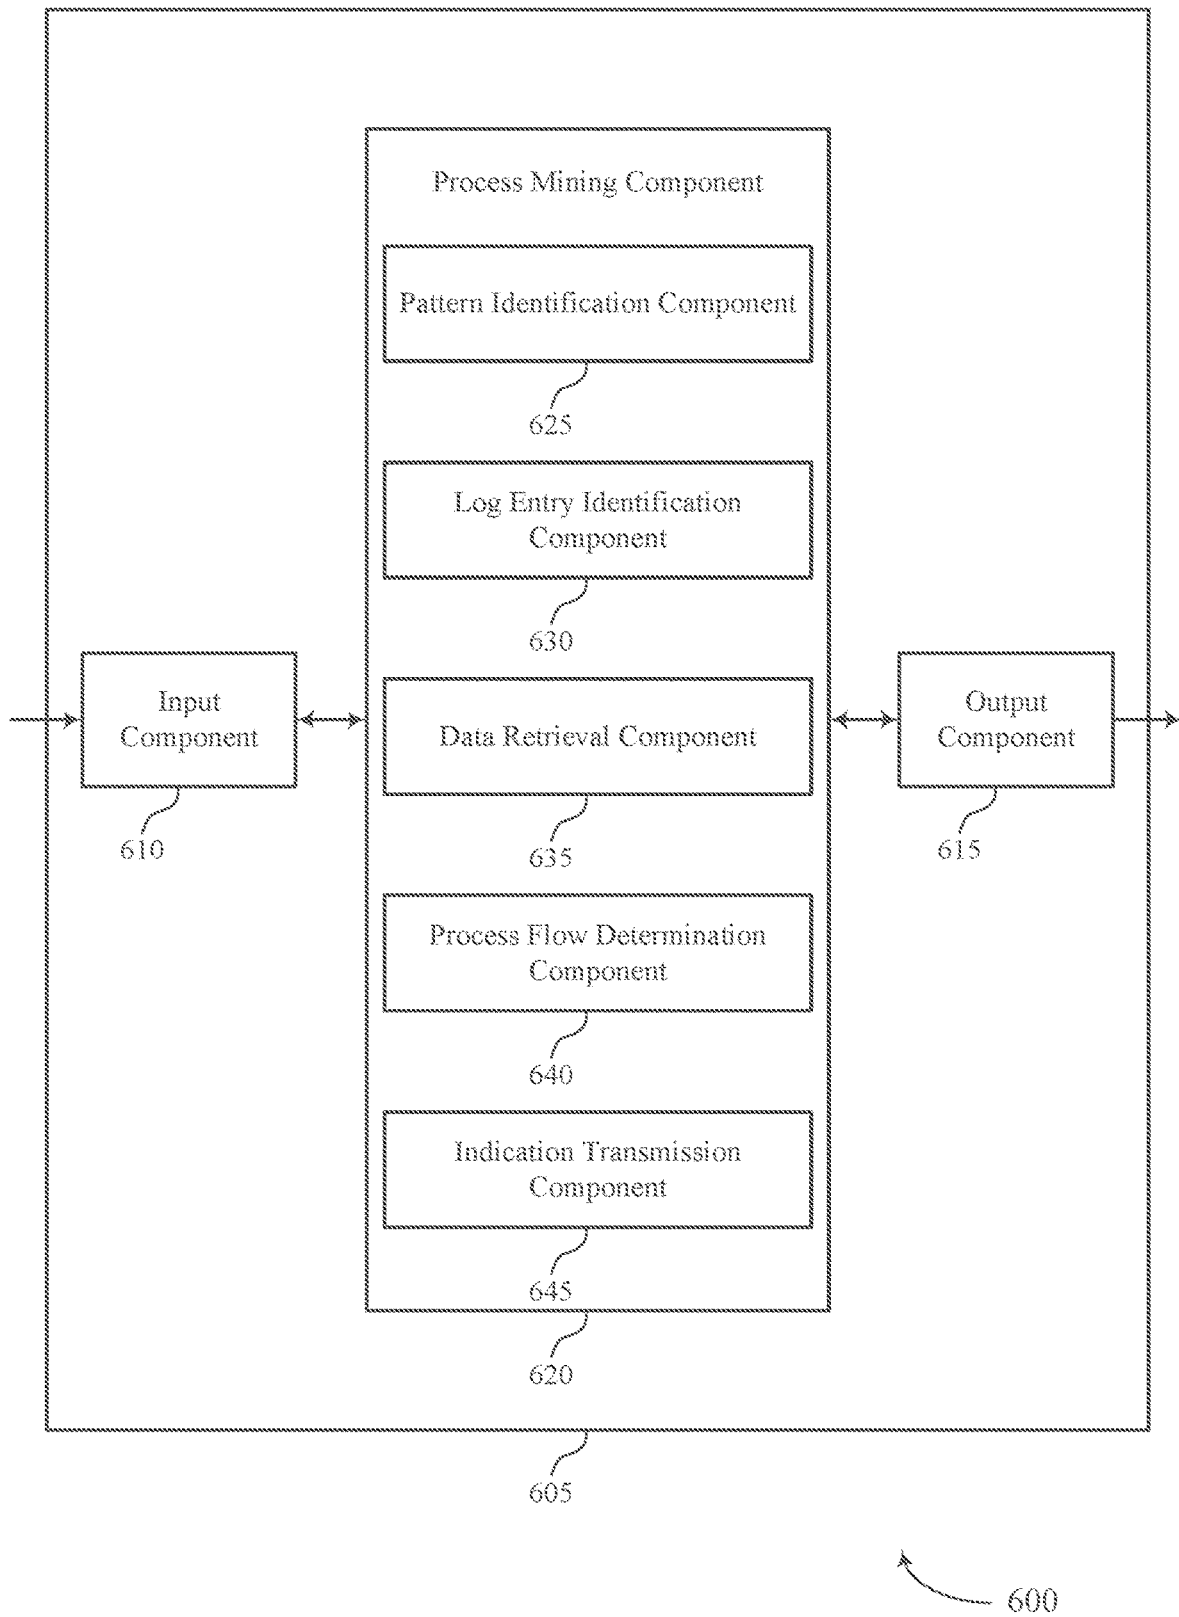 Process Mining Component
Pattern Identification Component
625
Log Entry Identification
Component
630
Input
Component
610
Data Retrieval Component
635
Output
Component
615
Process Flow Determination
Component
640
Indication Transmission
Component
645
620
605
600